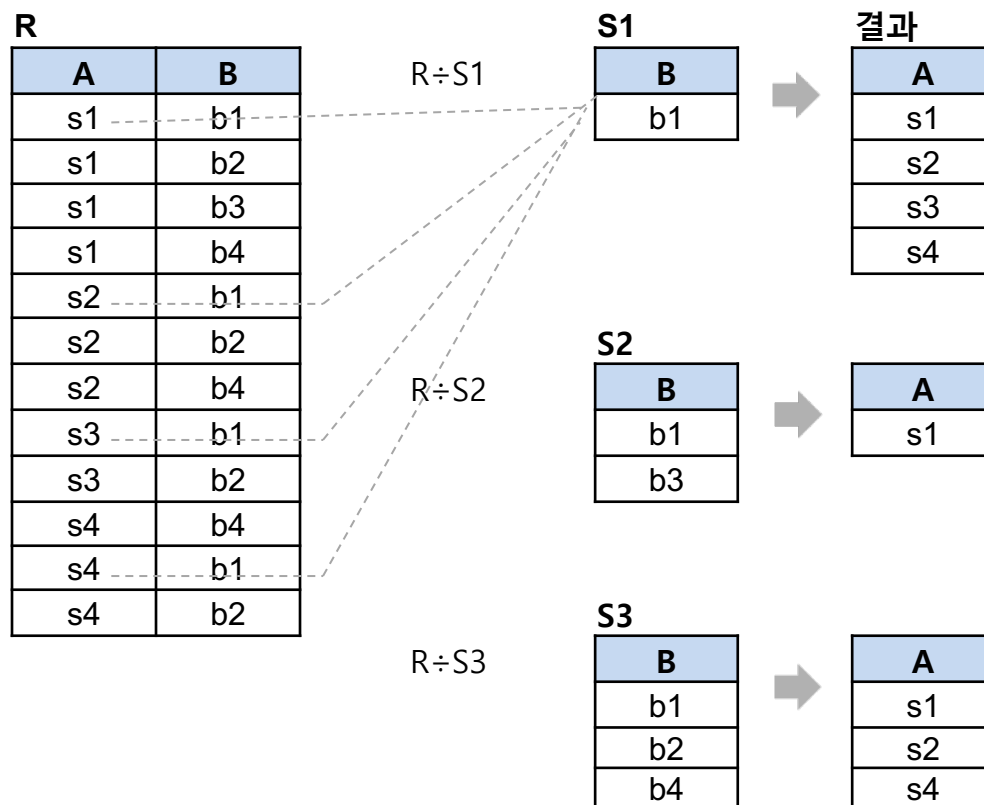 R
A B
s1 b1
s1 b2
s1 b3
s1 b4
s2 b1
s2 b2
s2 b4
s3 b1
s3 b2
s4 b4
s4 b1
s4 b2
R÷S1
S1
B
b1
결과
A
s1
s2
s3
s4
R÷S2
S2
B
b1
b3
A
s1
R÷S3
S3
B
b1
b2
b4
A
s1
s2
s4